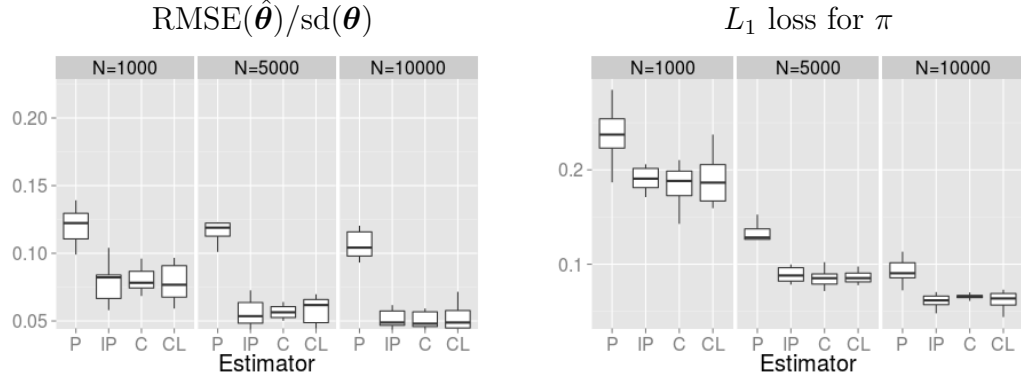 RMSE(θ̂)/sd(θ)
N=1000 N=5000 N=10000
0.20
0.15
0.10
0.05
P IP C CL P IP C CL P IP C CL
Estimator
L₁ loss for π
N=1000 N=5000 N=10000
0.2
0.1
P IP C CL P IP C CL P IP C CL
Estimator